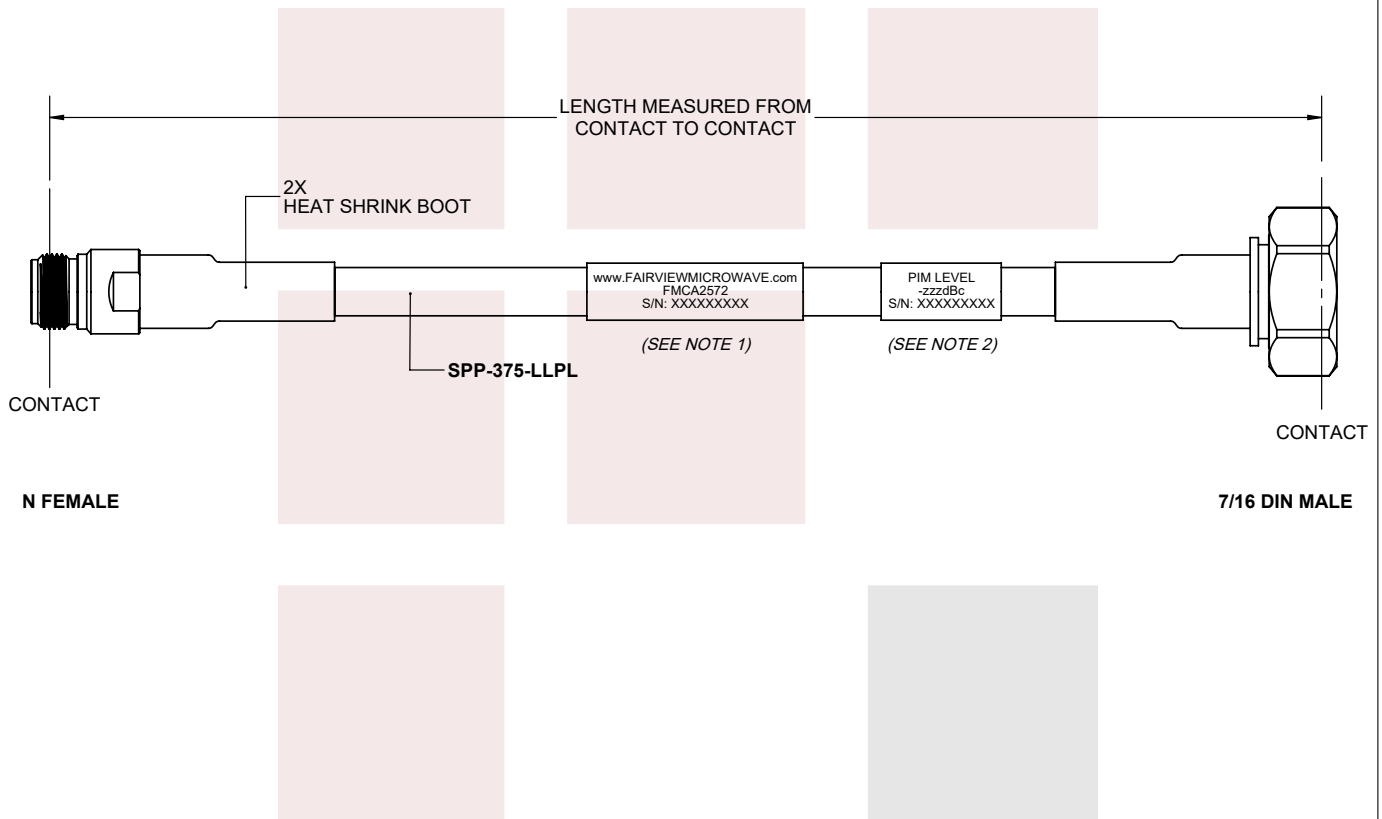 LENGTH MEASURED FROM
CONTACT TO CONTACT
2X
HEAT SHRINK BOOT
www.FAIRVIEWMICROWAVE.com
FMCA2572
S/N: XXXXXXXXX
PIM LEVEL
-zzzdBc
S/N: XXXXXXXXX
(SEE NOTE 1)
(SEE NOTE 2)
SPP-375-LLPL
CONTACT
CONTACT
N FEMALE
7/16 DIN MALE